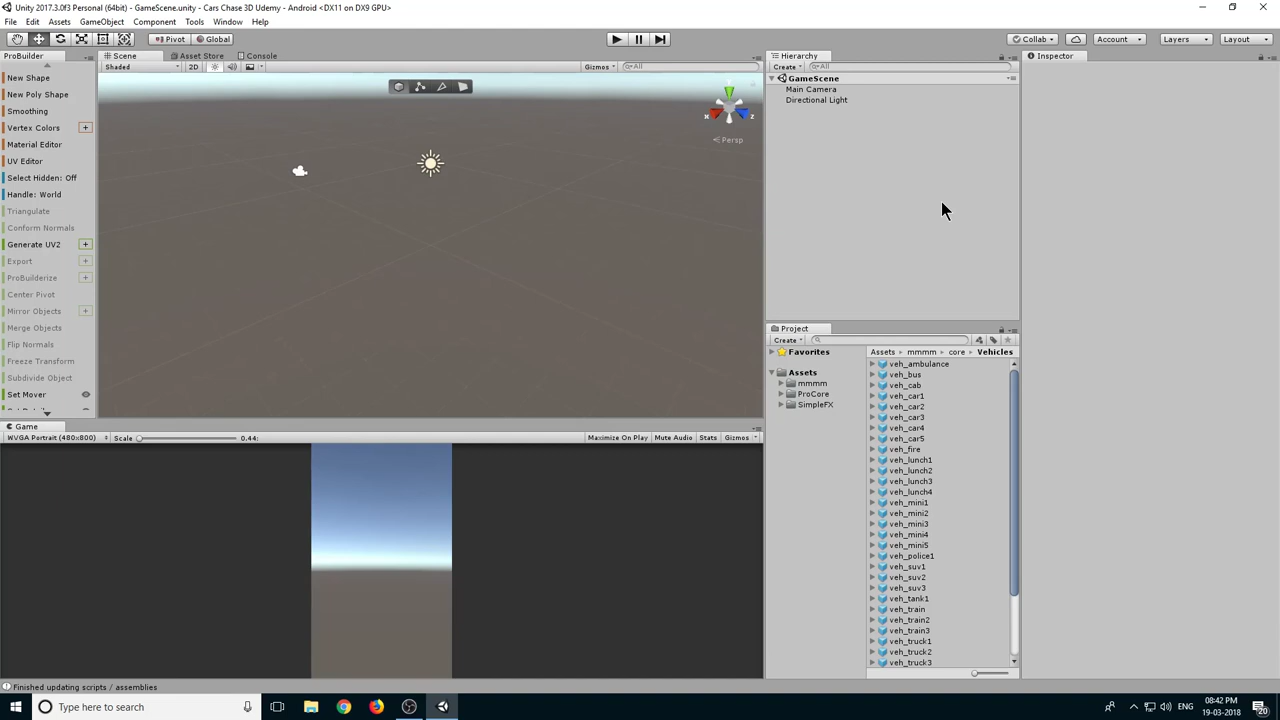 Unity 2017.3.0f3 Personal (64bit) - GameScene.unity - Cars Chase 3D Udemy - Android <DX11 on DX9 GPU>
File Edit Assets GameObject Component Tools Window Help
Pivot Global Collab Account Layers Layout
ProBuilder Scene Asset Store Console Hierarchy Inspector
Shaded 2D Gizmos All Create All
New Shape
New Poly Shape
Smoothing
Vertex Colors
Material Editor
UV Editor
Select Hidden: Off
Handle: World
Triangulate
Conform Normals
Generate UV2
Export
ProBuilderize
Center Pivot
Mirror Objects
Merge Objects
Flip Normals
Freeze Transform
Subdivide Object
Set Mover
y
x
z
Persp
GameScene
Main Camera
Directional Light
Project
Create
Favorites
Assets
mmmm
ProCore
SimpleFX
Assets mmmm core Vehicles
veh_ambulance
veh_bus
veh_cab
veh_car1
veh_car2
veh_car3
veh_car4
veh_car5
veh_fire
veh_lunch1
veh_lunch2
veh_lunch3
veh_lunch4
veh_mini1
veh_mini2
veh_mini3
veh_mini4
veh_mini5
veh_police1
veh_suv1
veh_suv2
veh_suv3
veh_tank1
veh_train
veh_train2
veh_train3
veh_truck1
veh_truck2
veh_truck3
Game
WVGA Portrait (480x800) Scale 0.44: Maximize On Play Mute Audio Stats Gizmos
Finished updating scripts / assemblies
Type here to search
ENG
08:42 PM
19-03-2018
20